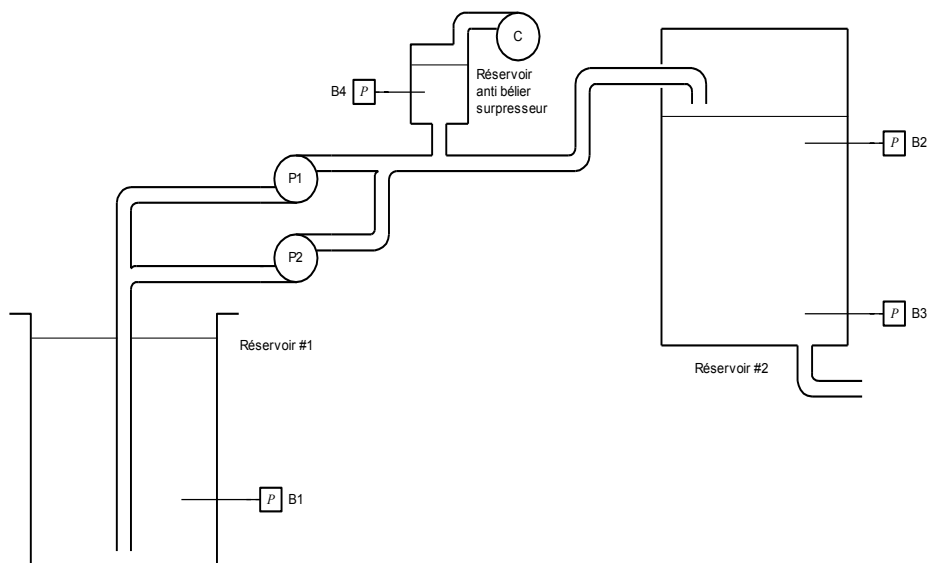 C
Réservoir
anti bélier
surpresseur
B4
P
P
B2
P1
P2
P
B3
Réservoir #1
Réservoir #2
P
B1